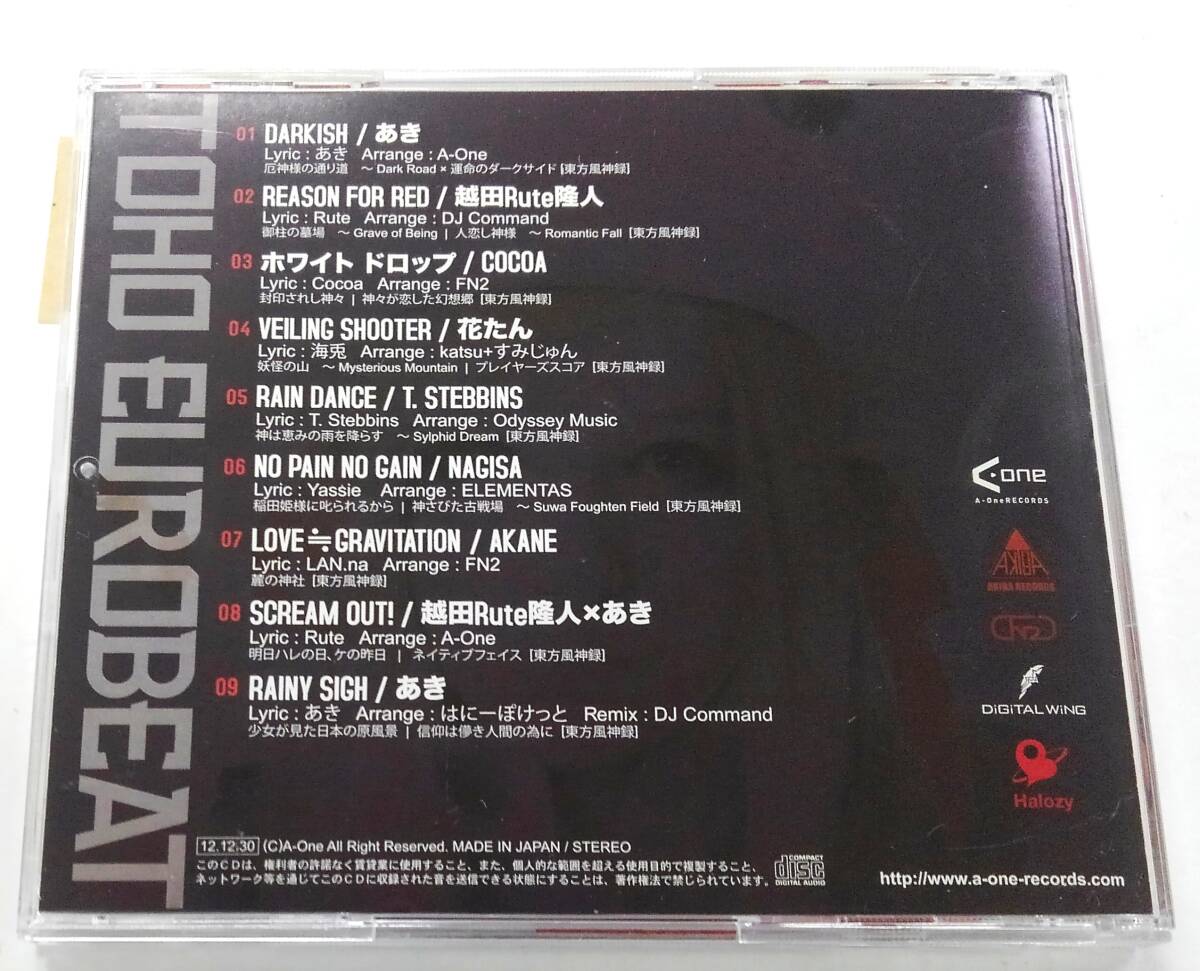 TOHO EUROBEAT
01 DARKISH / あき
Lyric : あき Arrange : A-One
厄神様の通り道 ～ Dark Road × 運命のダークサイド [東方風神録]
02 REASON FOR RED / 越田Rute隆人
Lyric : Rute Arrange : DJ Command
御柱の墓場 ～ Grave of Being | 人恋し神様 ～ Romantic Fall [東方風神録]
03 ホワイト ドロップ / COCOA
Lyric : Cocoa Arrange : FN2
封印されし神々 | 神々が恋した幻想郷 [東方風神録]
04 VEILING SHOOTER / 花たん
Lyric : 海兎 Arrange : katsu+すみじゅん
妖怪の山 ～ Mysterious Mountain | プレイヤーズスコア [東方風神録]
05 RAIN DANCE / T. STEBBINS
Lyric : T. Stebbins Arrange : Odyssey Music
神は恵みの雨を降らす ～ Sylphid Dream [東方風神録]
06 NO PAIN NO GAIN / NAGISA
Lyric : Yassie Arrange : ELEMENTAS
稲田姫様に叱られるから | 神さびた古戦場 ～ Suwa Foughten Field [東方風神録]
07 LOVE≒GRAVITATION / AKANE
Lyric : LAN.na Arrange : FN2
麓の神社 [東方風神録]
08 SCREAM OUT! / 越田Rute隆人×あき
Lyric : Rute Arrange : A-One
明日ハレの日、ケの昨日 | ネイティブフェイス [東方風神録]
09 RAINY SIGH / あき
Lyric : あき Arrange : はにーぽけっと Remix : DJ Command
少女が見た日本の原風景 | 信仰は儚き人間の為に [東方風神録]
A-one
A-OneRECORDS
AKIBA RECORDS
DiGiTAL WiNG
Halozy
12.12.30 (C)A-One All Right Reserved. MADE IN JAPAN / STEREO
このCDは、権利者の許諾なく賃貸業に使用すること、また、個人的な範囲を超える使用目的で複製すること、
ネットワーク等を通じてこのCDに収録された音を送信できる状態にすることは、著作権法で禁じられています。
COMPACT
disc
DIGITAL AUDIO
http://www.a-one-records.com